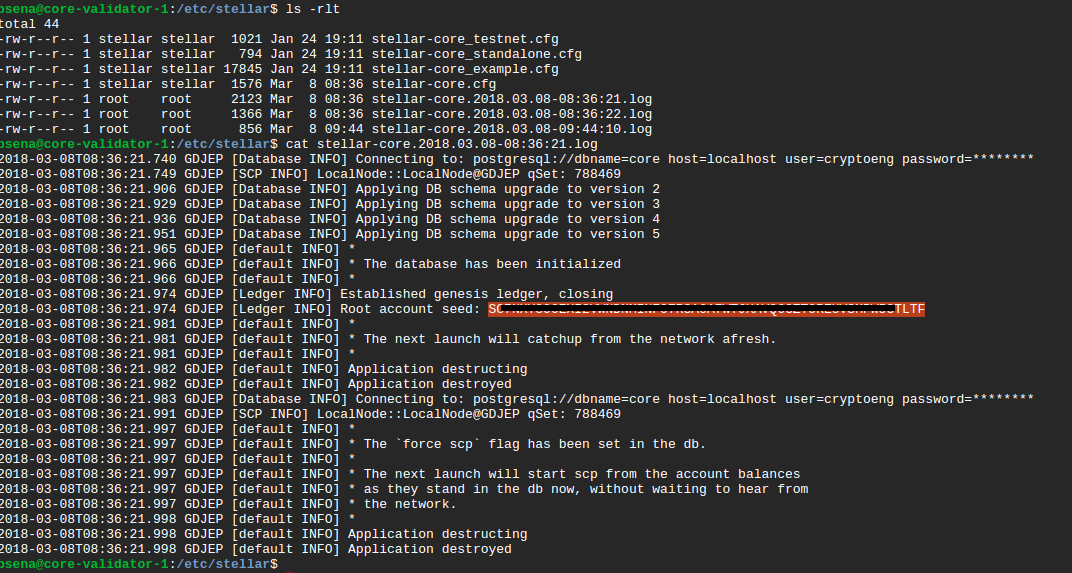 psena@core-validator-1:/etc/stellar$ ls -rlt
total 44
-rw-r--r-- 1 stellar stellar  1021 Jan 24 19:11 stellar-core_testnet.cfg
-rw-r--r-- 1 stellar stellar   794 Jan 24 19:11 stellar-core_standalone.cfg
-rw-r--r-- 1 stellar stellar 17845 Jan 24 19:11 stellar-core_example.cfg
-rw-r--r-- 1 stellar stellar  1576 Mar  8 08:36 stellar-core.cfg
-rw-r--r-- 1 root    root     2123 Mar  8 08:36 stellar-core.2018.03.08-08:36:21.log
-rw-r--r-- 1 root    root     1366 Mar  8 08:36 stellar-core.2018.03.08-08:36:22.log
-rw-r--r-- 1 root    root      856 Mar  8 09:44 stellar-core.2018.03.08-09:44:10.log
psena@core-validator-1:/etc/stellar$ cat stellar-core.2018.03.08-08:36:21.log
2018-03-08T08:36:21.740 GDJEP [Database INFO] Connecting to: postgresql://dbname=core host=localhost user=cryptoeng password=********
2018-03-08T08:36:21.749 GDJEP [SCP INFO] LocalNode::LocalNode@GDJEP qSet: 788469
2018-03-08T08:36:21.906 GDJEP [Database INFO] Applying DB schema upgrade to version 2
2018-03-08T08:36:21.929 GDJEP [Database INFO] Applying DB schema upgrade to version 3
2018-03-08T08:36:21.936 GDJEP [Database INFO] Applying DB schema upgrade to version 4
2018-03-08T08:36:21.951 GDJEP [Database INFO] Applying DB schema upgrade to version 5
2018-03-08T08:36:21.965 GDJEP [default INFO] *
2018-03-08T08:36:21.966 GDJEP [default INFO] * The database has been initialized
2018-03-08T08:36:21.966 GDJEP [default INFO] *
2018-03-08T08:36:21.974 GDJEP [Ledger INFO] Established genesis ledger, closing
2018-03-08T08:36:21.974 GDJEP [Ledger INFO] Root account seed:
2018-03-08T08:36:21.981 GDJEP [default INFO] *
2018-03-08T08:36:21.981 GDJEP [default INFO] * The next launch will catchup from the network afresh.
2018-03-08T08:36:21.981 GDJEP [default INFO] *
2018-03-08T08:36:21.982 GDJEP [default INFO] Application destructing
2018-03-08T08:36:21.982 GDJEP [default INFO] Application destroyed
2018-03-08T08:36:21.983 GDJEP [Database INFO] Connecting to: postgresql://dbname=core host=localhost user=cryptoeng password=********
2018-03-08T08:36:21.991 GDJEP [SCP INFO] LocalNode::LocalNode@GDJEP qSet: 788469
2018-03-08T08:36:21.997 GDJEP [default INFO] *
2018-03-08T08:36:21.997 GDJEP [default INFO] * The `force scp` flag has been set in the db.
2018-03-08T08:36:21.997 GDJEP [default INFO] *
2018-03-08T08:36:21.997 GDJEP [default INFO] * The next launch will start scp from the account balances
2018-03-08T08:36:21.997 GDJEP [default INFO] * as they stand in the db now, without waiting to hear from
2018-03-08T08:36:21.997 GDJEP [default INFO] * the network.
2018-03-08T08:36:21.998 GDJEP [default INFO] *
2018-03-08T08:36:21.998 GDJEP [default INFO] Application destructing
2018-03-08T08:36:21.998 GDJEP [default INFO] Application destroyed
psena@core-validator-1:/etc/stellar$